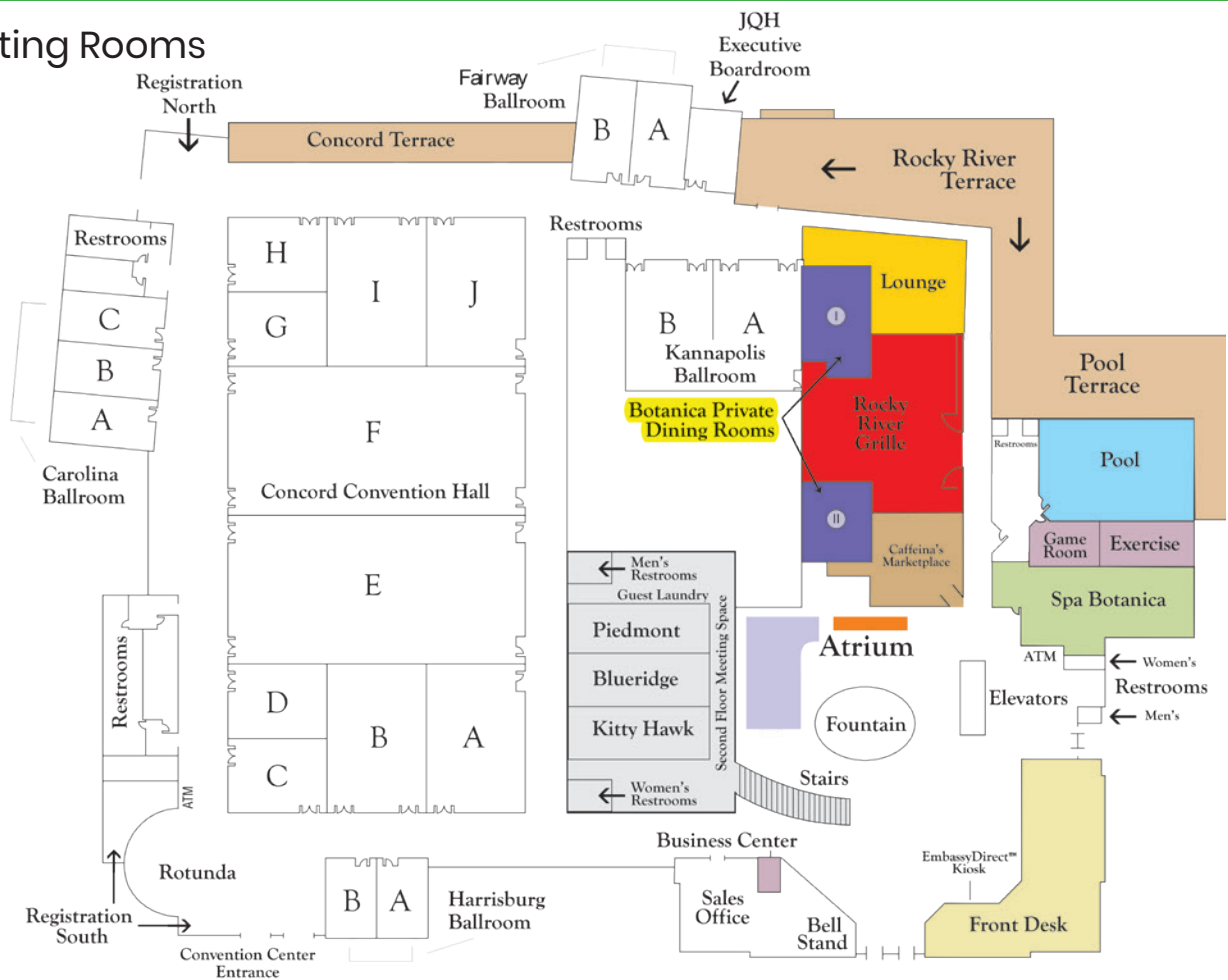 ting Rooms
JQH
Executive
Boardroom
Registration
North
Fairway
Ballroom
B
A
Concord Terrace
Rocky River
Terrace
Restrooms
Restrooms
H
I
J
G
Lounge
I
C
B
A
Carolina
Ballroom
B
A
Kannapolis
Ballroom
Pool
Terrace
Botanica Private
Dining Rooms
Rocky
River
Grille
F
Concord Convention Hall
Restrooms
Pool
II
Game
Room
Exercise
Caffeina's
Marketplace
Men's
Restrooms
Guest Laundry
E
Piedmont
Blueridge
Kitty Hawk
Second Floor Meeting Space
Women's
Restrooms
Spa Botanica
Atrium
ATM
Women's
Restrooms
Men's
Elevators
Fountain
Restrooms
D
B
A
C
ATM
Stairs
Business Center
EmbassyDirect™
Kiosk
Rotunda
B
A
Harrisburg
Ballroom
Sales
Office
Bell
Stand
Front Desk
Registration
South
Convention Center
Entrance